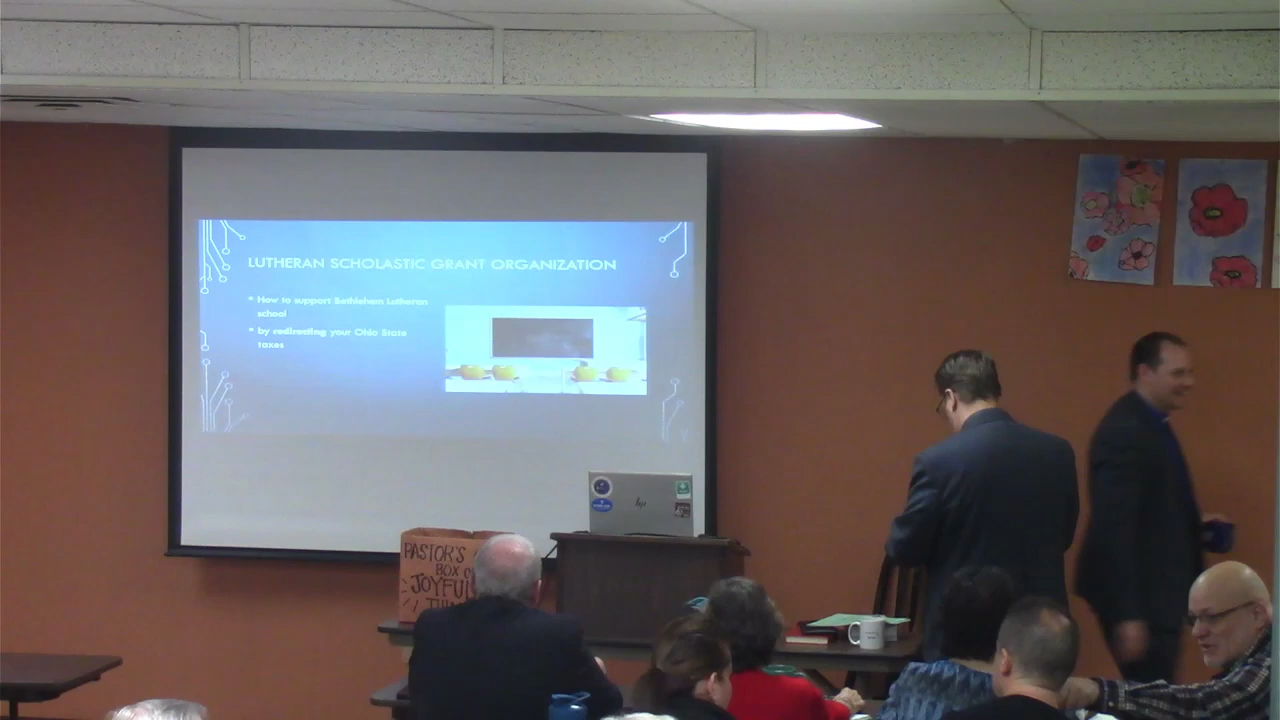 LUTHERAN SCHOLASTIC GRANT ORGANIZATION
* How to support Bethlehem Lutheran
school
* by redirecting your Ohio State
taxes
hp
PASTOR'S
BOX O
JOYFUL